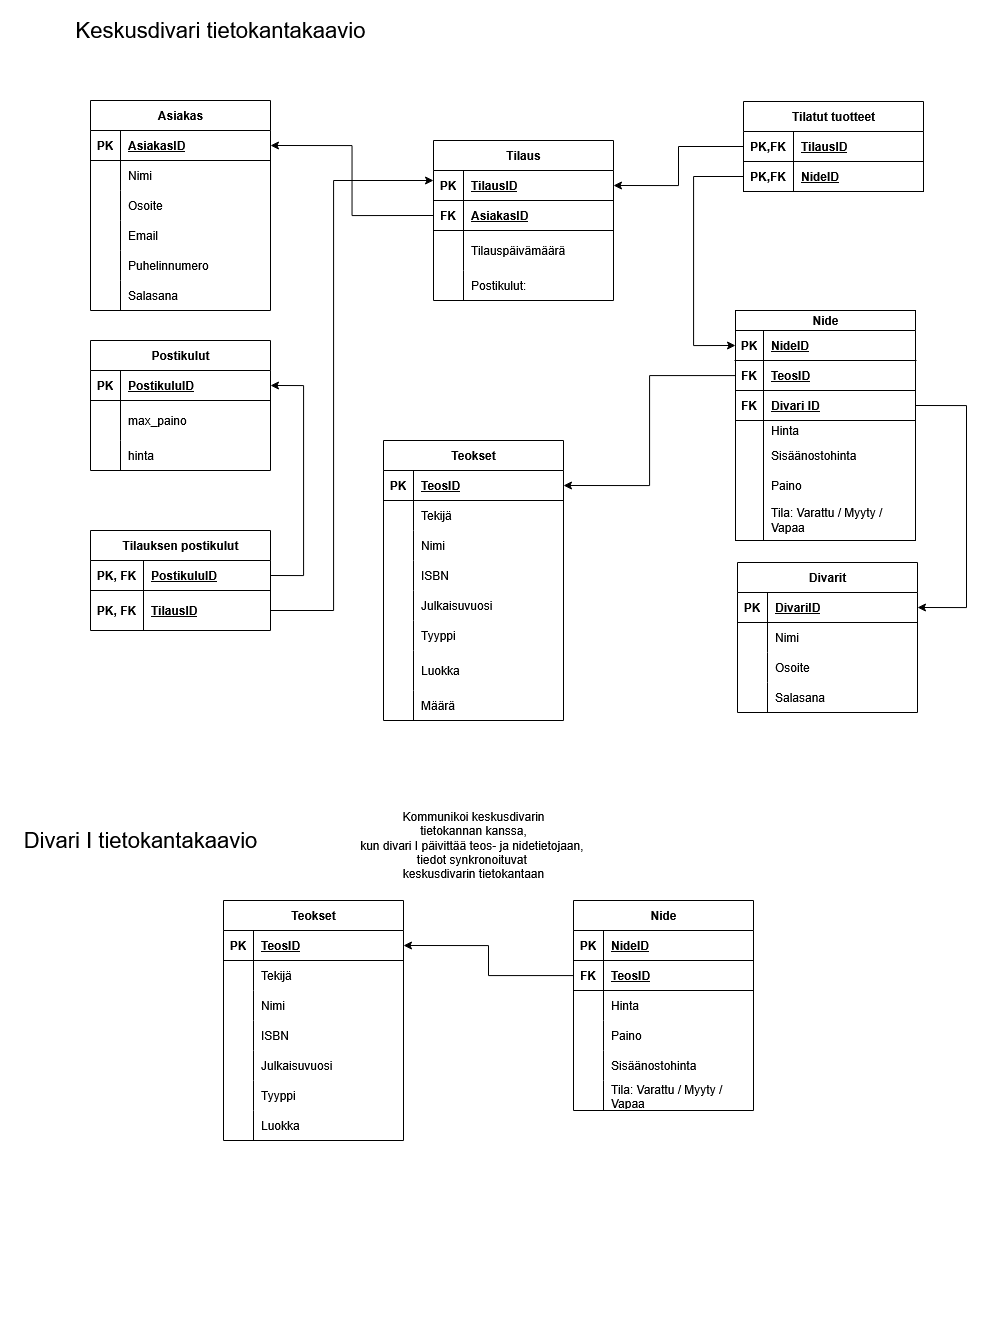 Keskusdivari tietokantakaavio
Asiakas
PK AsiakasID
Nimi
Osoite
Email
Puhelinnumero
Salasana
Tilaus
PK TilausID
FK AsiakasID
Tilauspäivämäärä
Postikulut:
Tilatut tuotteet
PK,FK TilausID
PK,FK NideID
Postikulut
PK PostikuluID
max_paino
hinta
Nide
PK NideID
FK TeosID
FK Divari ID
Hinta
Sisäänostohinta
Paino
Tila: Varattu / Myyty /
Vapaa
Teokset
PK TeosID
Tekijä
Nimi
ISBN
Julkaisuvuosi
Tyyppi
Luokka
Määrä
Tilauksen postikulut
PK, FK PostikuluID
PK, FK TilausID
Divarit
PK DivariID
Nimi
Osoite
Salasana
Divari I tietokantakaavio
Kommunikoi keskusdivarin
tietokannan kanssa,
kun divari I päivittää teos- ja nidetietojaan,
tiedot synkronoituvat
keskusdivarin tietokantaan
Teokset
PK TeosID
Tekijä
Nimi
ISBN
Julkaisuvuosi
Tyyppi
Luokka
Nide
PK NideID
FK TeosID
Hinta
Paino
Sisäänostohinta
Tila: Varattu / Myyty /
Vapaa